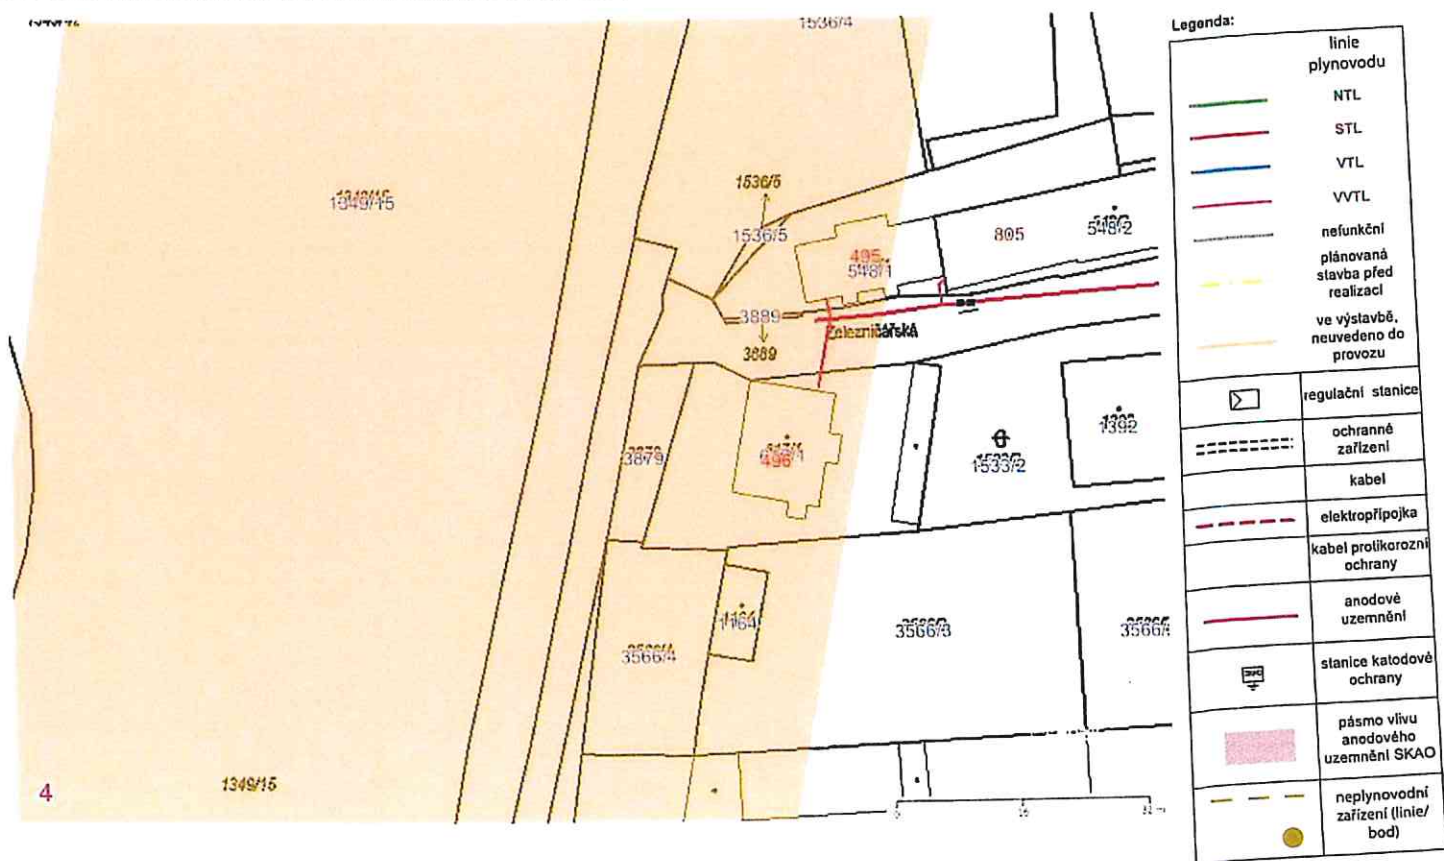 1536/4
1349/15
1536/5
1536/5
495
548/1
805
548/2
3889
Železničářská
3889
3879
496
1533/2
1392
1164
3566/4
3566/3
3566/
1349/15
4
Legenda:
linie
plynovodu
NTL
STL
VTL
VVTL
nefunkční
plánovaná
stavba před
realizací
ve výstavbě,
neuvedeno do
provozu
regulační stanice
ochranné
zařízení
kabel
elektropřípojka
kabel protikorozní
ochrany
anodové
uzemnění
stanice katodové
ochrany
pásmo vlivu
anodového
uzemnění SKAO
neplynovodní
zařízení (linie/
bod)